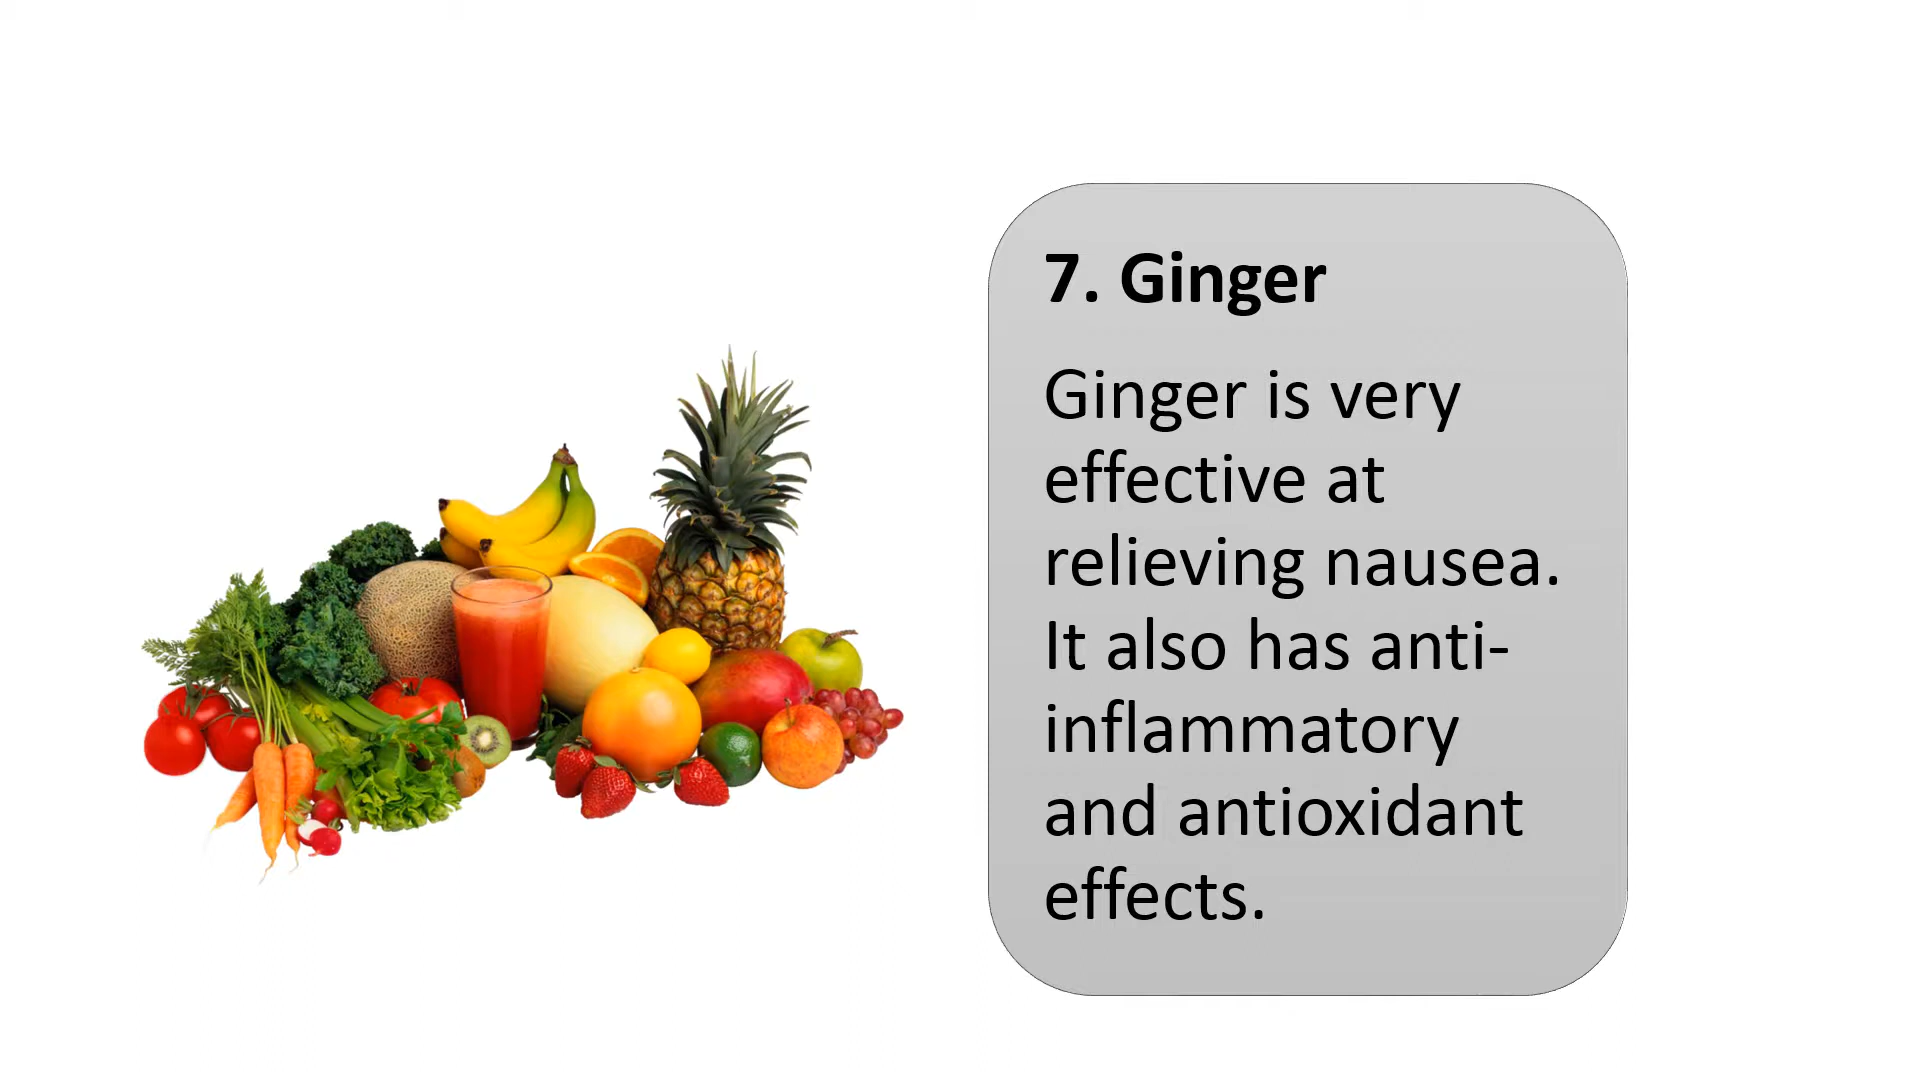 7. Ginger
Ginger is very
effective at
relieving nausea.
It also has anti-
inflammatory
and antioxidant
effects.